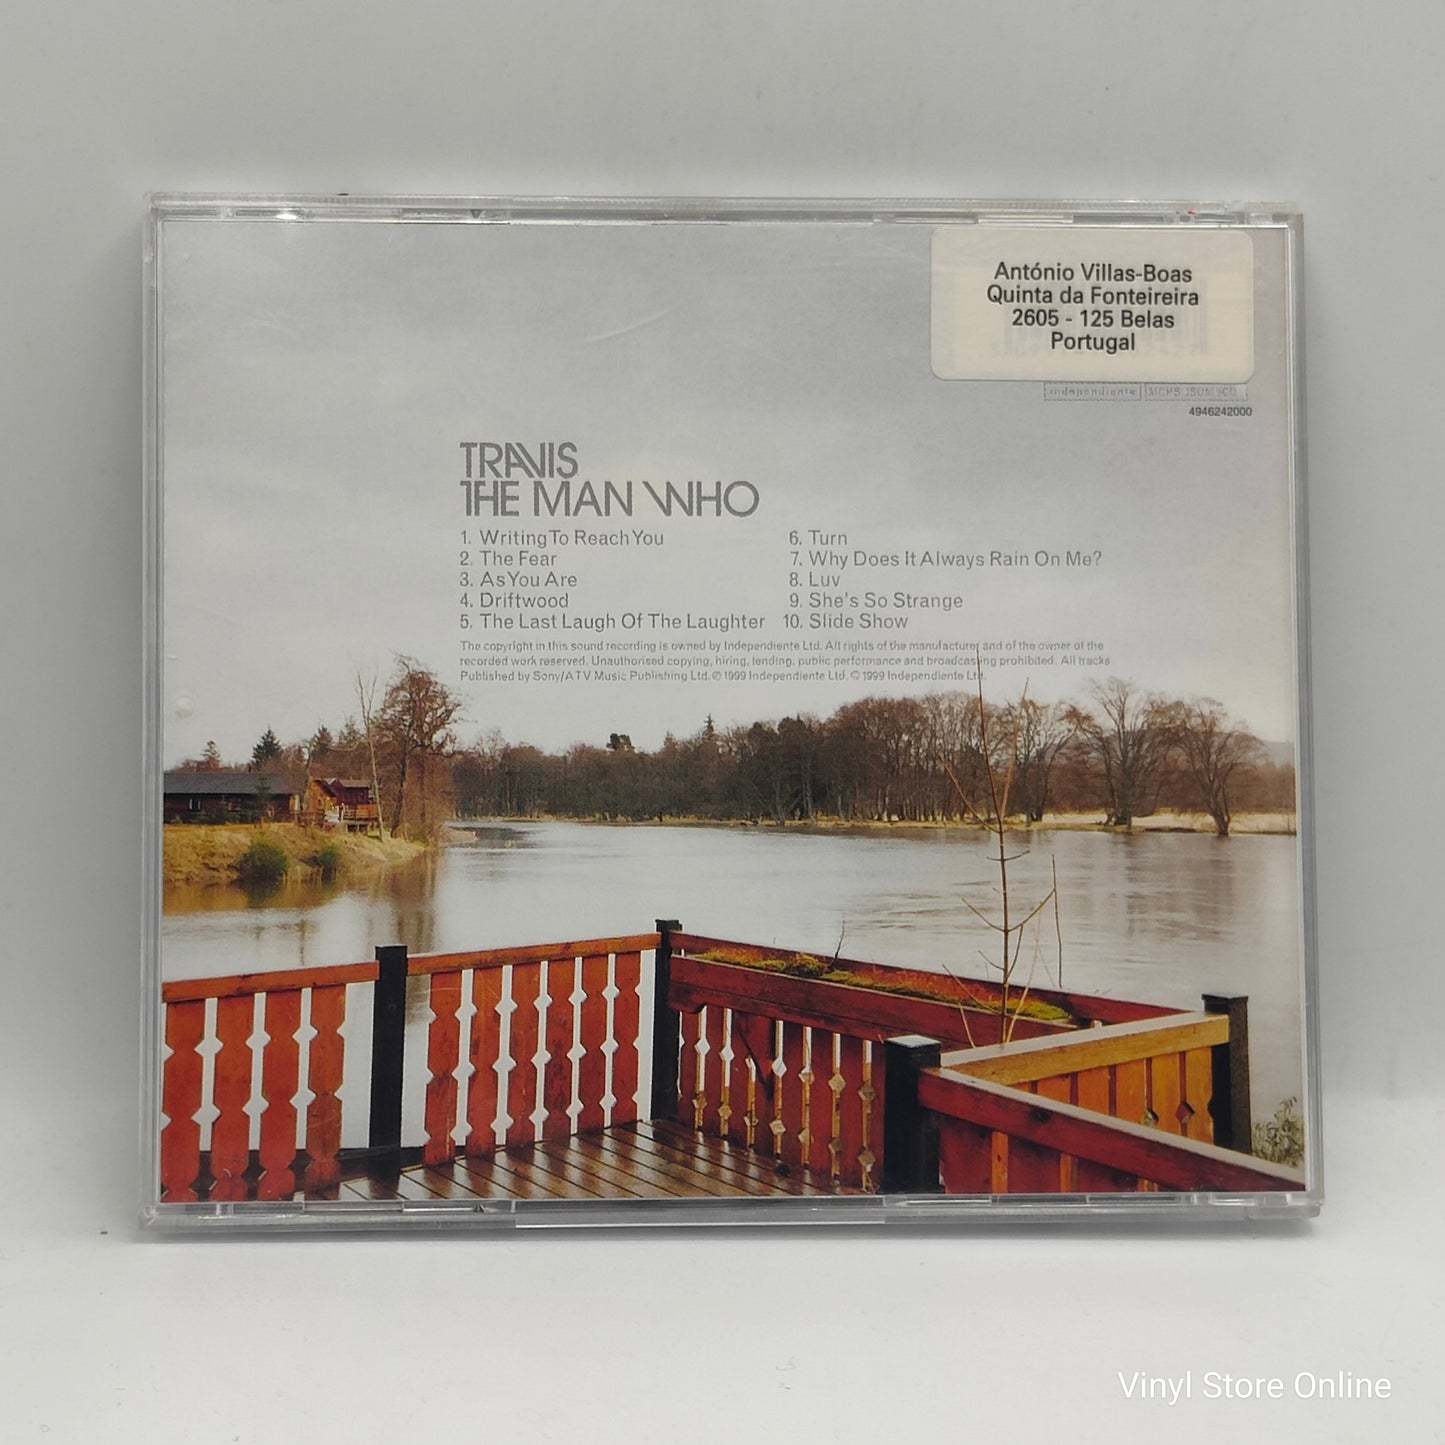 António Villas-Boas
Quinta da Fonteireira
2605 - 125 Belas
Portugal
independiente
4946242000
TRAVIS
THE MAN WHO
1. Writing To Reach You
2. The Fear
3. As You Are
4. Driftwood
5. The Last Laugh Of The Laughter
6. Turn
7. Why Does It Always Rain On Me?
8. Luv
9. She's So Strange
10. Slide Show
The copyright in this sound recording is owned by Independiente Ltd. All rights of the manufacturer and of the owner of the
recorded work reserved. Unauthorised copying, hiring, lending, public performance and broadcasting prohibited. All tracks
Published by Sony/ATV Music Publishing Ltd. ℗ 1999 Independiente Ltd. © 1999 Independiente Ltd.
Vinyl Store Online